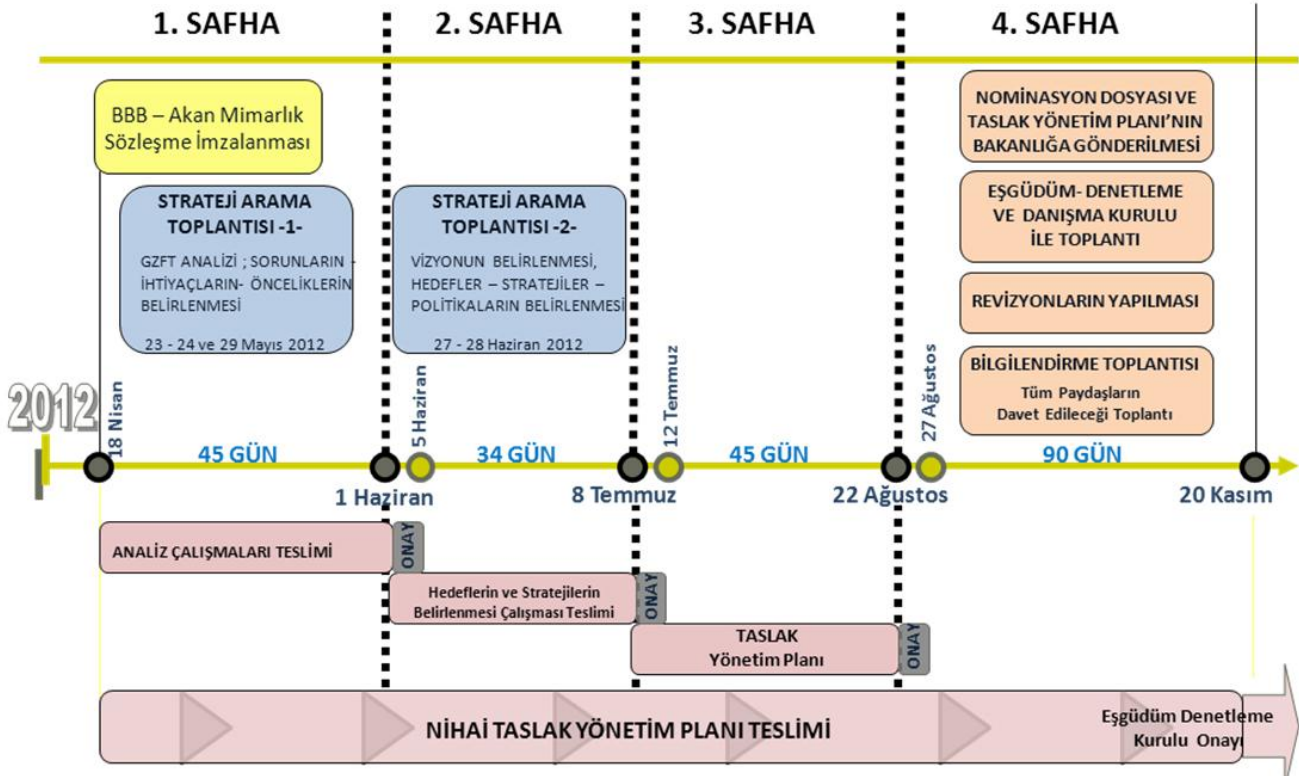 1. SAFHA
2. SAFHA
3. SAFHA
4. SAFHA
BBB – Akan Mimarlık
Sözleşme İmzalanması
STRATEJİ ARAMA
TOPLANTISI -1-
GZFT ANALİZİ ; SORUNLARIN -
İHTİYAÇLARIN- ÖNCELİKLERİN
BELİRLENMESİ
23 - 24 ve 29 Mayıs 2012
STRATEJİ ARAMA
TOPLANTISI -2-
VİZYONUN BELİRLENMESİ,
HEDEFLER – STRATEJİLER –
POLİTİKALARIN BELİRLENMESİ
27 - 28 Haziran 2012
NOMİNASYON DOSYASI VE
TASLAK YÖNETİM PLANI’NIN
BAKANLIĞA GÖNDERİLMESİ
EŞGÜDÜM- DENETLEME
VE DANIŞMA KURULU
İLE TOPLANTI
REVİZYONLARIN YAPILMASI
BİLGİLENDİRME TOPLANTISI
Tüm Paydaşların
Davet Edileceği Toplantı
2012
18 Nisan
5 Haziran
12 Temmuz
27 Ağustos
45 GÜN
34 GÜN
45 GÜN
90 GÜN
1 Haziran
8 Temmuz
22 Ağustos
20 Kasım
ANALİZ ÇALIŞMALARI TESLİMİ
ONAY
Hedeflerin ve Stratejilerin
Belirlenmesi Çalışması Teslimi
ONAY
TASLAK
Yönetim Planı
ONAY
NİHAİ TASLAK YÖNETİM PLANI TESLİMİ
Eşgüdüm Denetleme
Kurulu Onayı